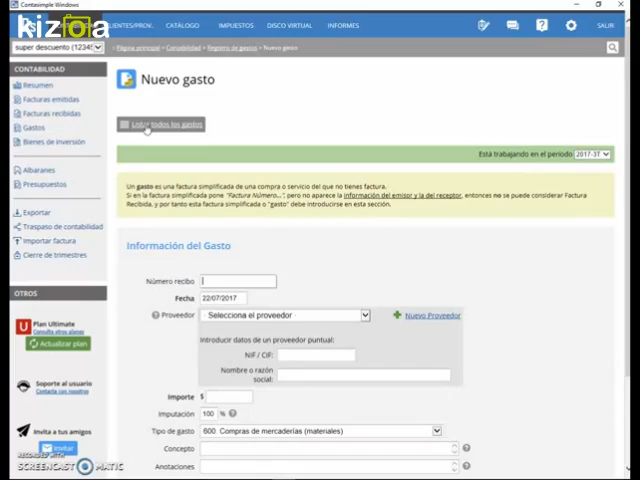 Contasimple Windows
kizoa
CLIENTES/PROV.
CATÁLOGO
IMPUESTOS
DISCO VIRTUAL
INFORMES
SALIR
super descuento (1234
Página principal > Contabilidad > Registro de gastos > Nuevo gasto
CONTABILIDAD
Resumen
Facturas emitidas
Facturas recibidas
Gastos
Bienes de inversión
Albaranes
Presupuestos
Exportar
Traspaso de contabilidad
Importar factura
Cierre de trimestres
OTROS
Plan Ultimate
Consulta otros planes
Actualizar plan
Soporte al usuario
Contacta con nosotros
Invita a tus amigos
Invitar
RECORDED WITH
SCREENCAST MATIC
Nuevo gasto
Listar todos los gastos
Está trabajando en el periodo 2017-3T
Un gasto es una factura simplificada de una compra o servicio del que no tienes factura.
Si en la factura simplificada pone "Factura Número...", pero no aparece la información del emisor y la del receptor, entonces no se puede considerar Factura
Recibida, y por tanto esta factura simplificada o "gasto" debe introducirse en esta sección.
Información del Gasto
Número recibo
Fecha 22/07/2017
Proveedor · Selecciona el proveedor · Nuevo Proveedor
Introducir datos de un proveedor puntual:
NIF / CIF:
Nombre o razón
social:
Importe $
Imputación 100 %
Tipo de gasto 600. Compras de mercaderías (materiales)
Concepto
Anotaciones